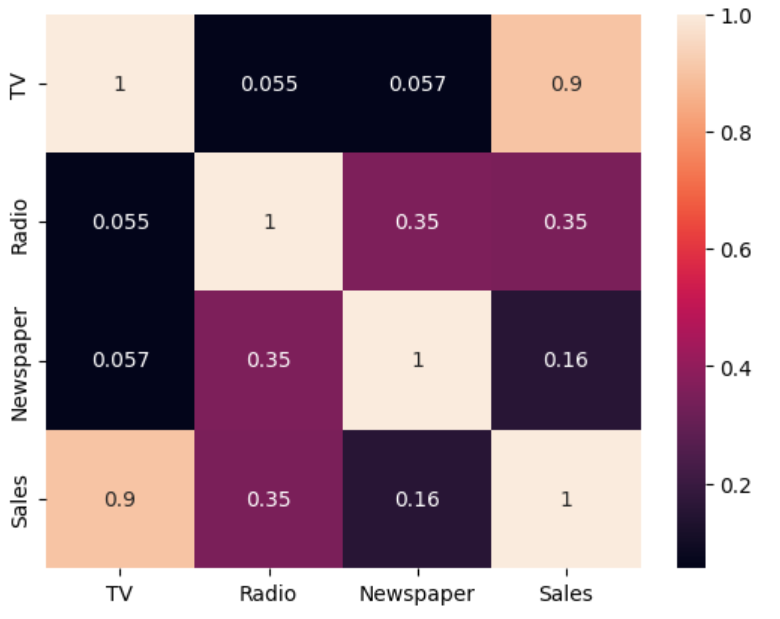 1.0
TV 1 0.055 0.057 0.9
0.8
Radio 0.055 1 0.35 0.35
0.6
Newspaper 0.057 0.35 1 0.16
0.4
Sales 0.9 0.35 0.16 1
0.2
TV Radio Newspaper Sales